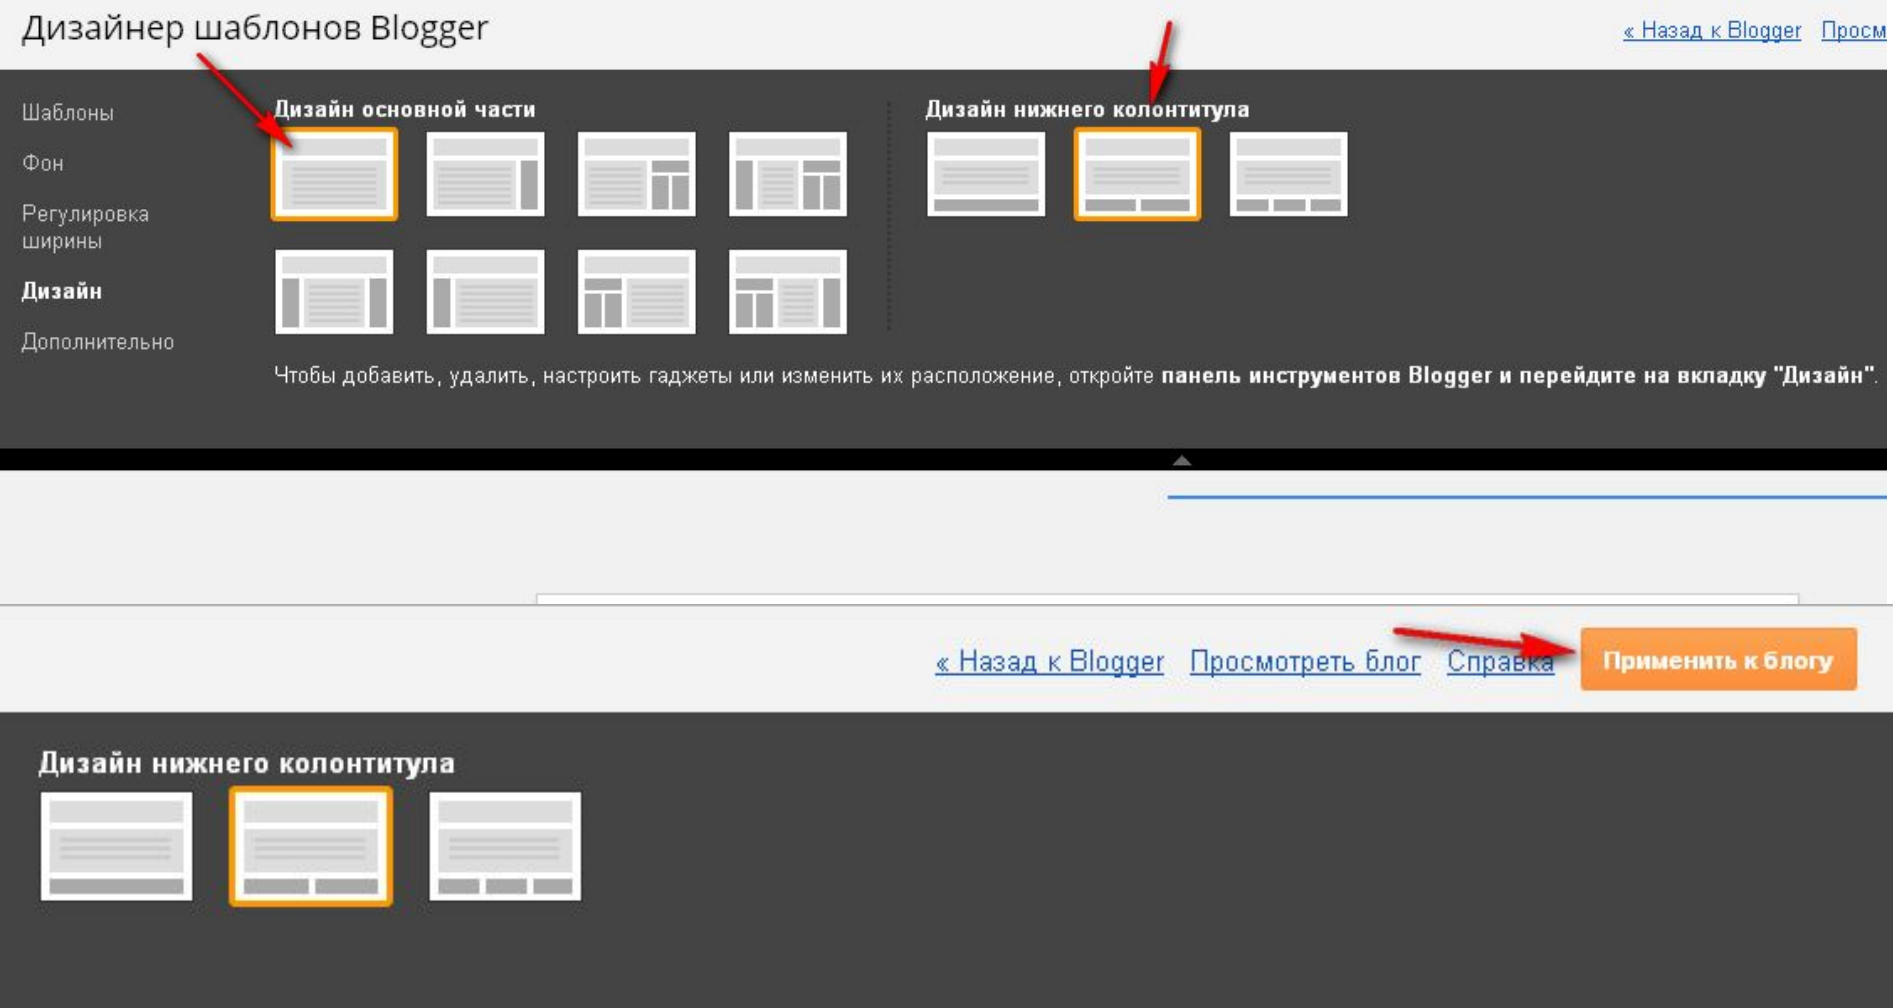 Дизайнер шаблонов Blogger
« Назад к Blogger Просм
Шаблоны
Фон
Регулировка
ширины
Дизайн
Дополнительно
Дизайн основной части
Дизайн нижнего колонтитула
Чтобы добавить, удалить, настроить гаджеты или изменить их расположение, откройте панель инструментов Blogger и перейдите на вкладку "Дизайн".
« Назад к Blogger Просмотреть блог Справка Применить к блогу
Дизайн нижнего колонтитула